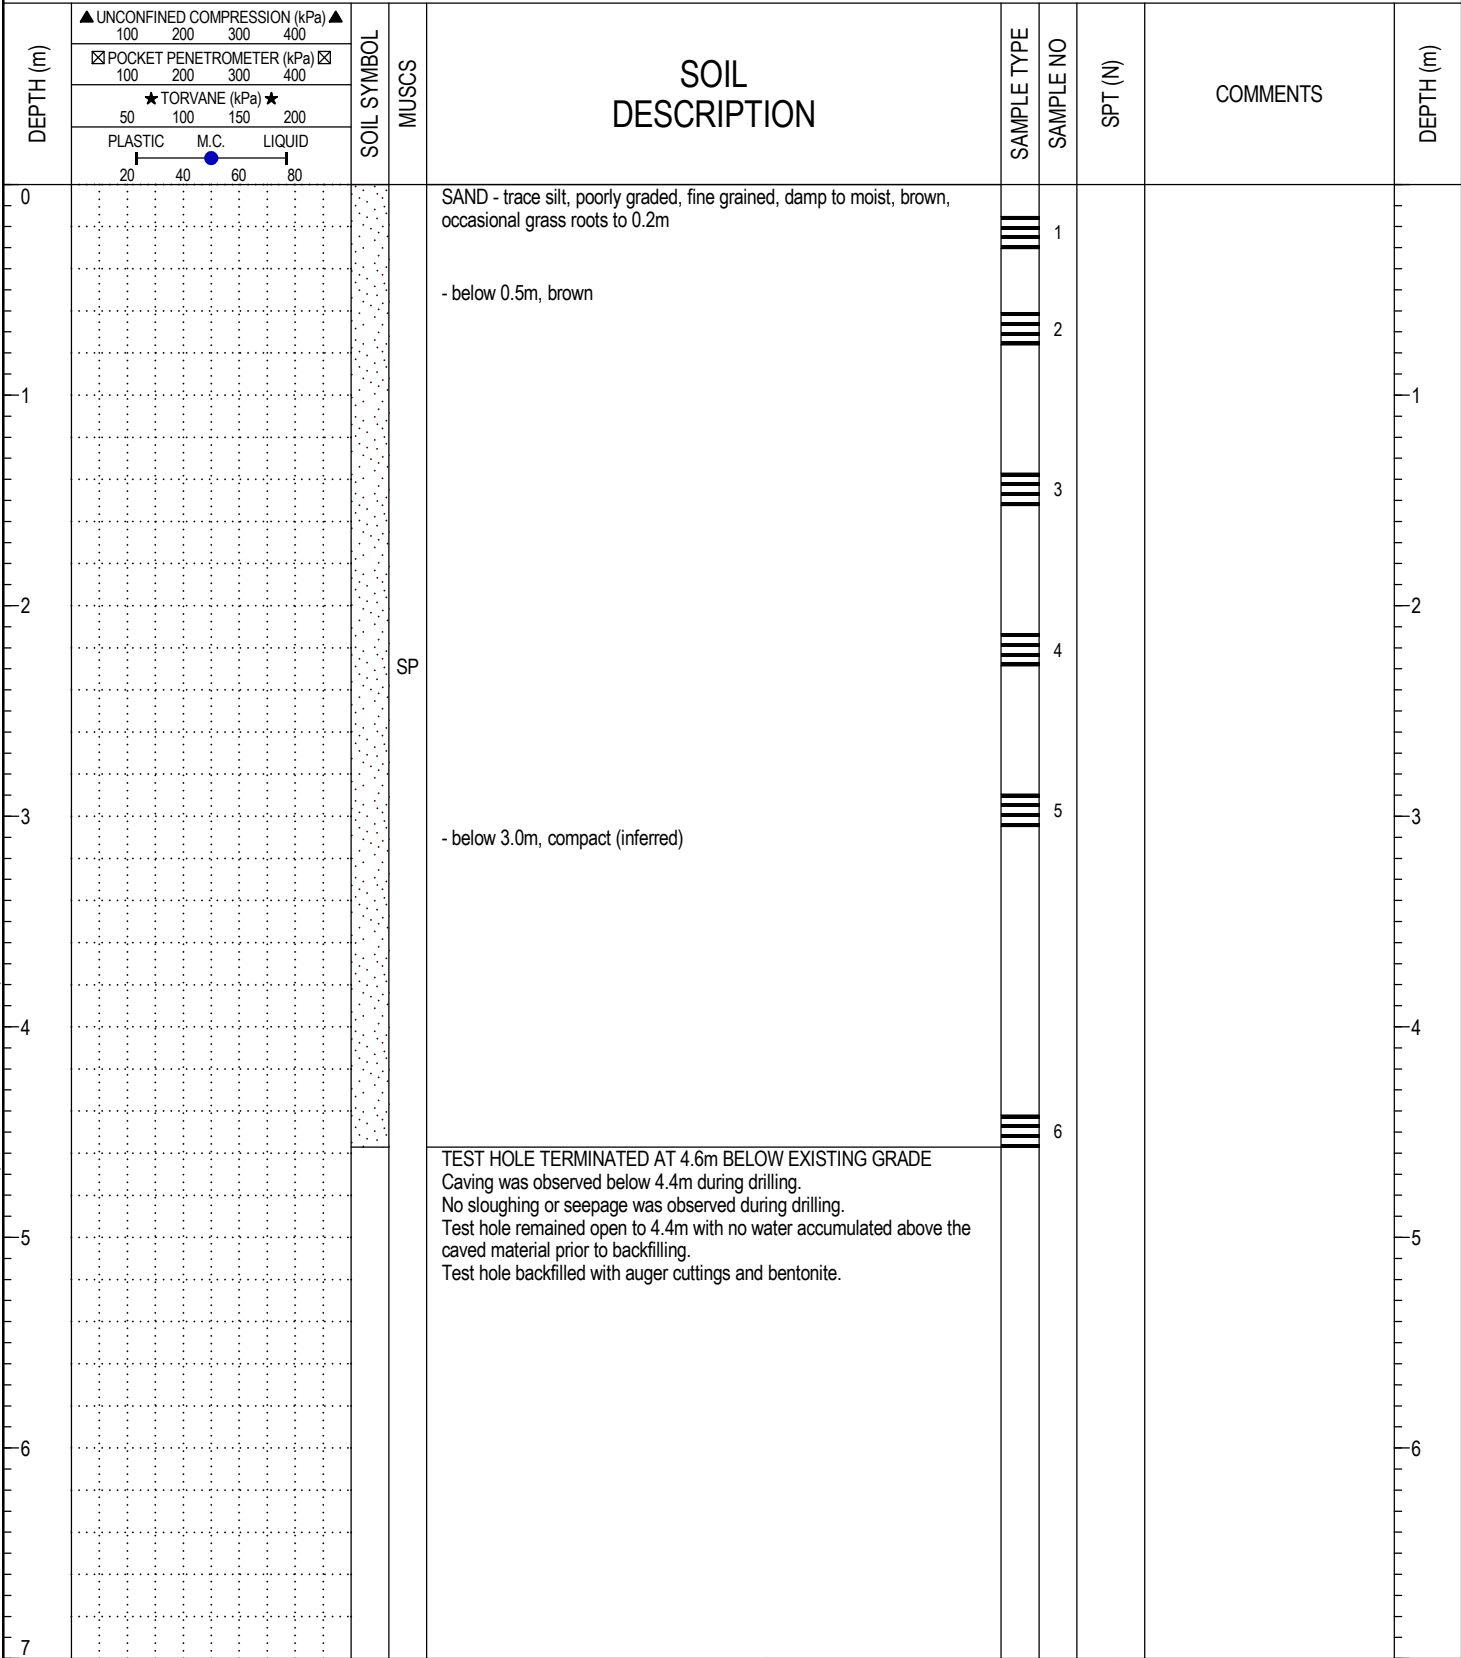 DEPTH (m)
▲ UNCONFINED COMPRESSION (kPa) ▲
100 200 300 400
☒ POCKET PENETROMETER (kPa) ☒
100 200 300 400
★ TORVANE (kPa) ★
50 100 150 200
PLASTIC M.C. LIQUID
20 40 60 80
SOIL SYMBOL
MUSCS
SOIL
DESCRIPTION
SAMPLE TYPE
SAMPLE NO
SPT (N)
COMMENTS
DEPTH (m)
0
SAND - trace silt, poorly graded, fine grained, damp to moist, brown,
occasional grass roots to 0.2m
1
- below 0.5m, brown
2
1 1
3
2 2
4
SP
5
3 3
- below 3.0m, compact (inferred)
4 4
6
TEST HOLE TERMINATED AT 4.6m BELOW EXISTING GRADE
Caving was observed below 4.4m during drilling.
No sloughing or seepage was observed during drilling.
Test hole remained open to 4.4m with no water accumulated above the
5 5
caved material prior to backfilling.
Test hole backfilled with auger cuttings and bentonite.
6 6
7